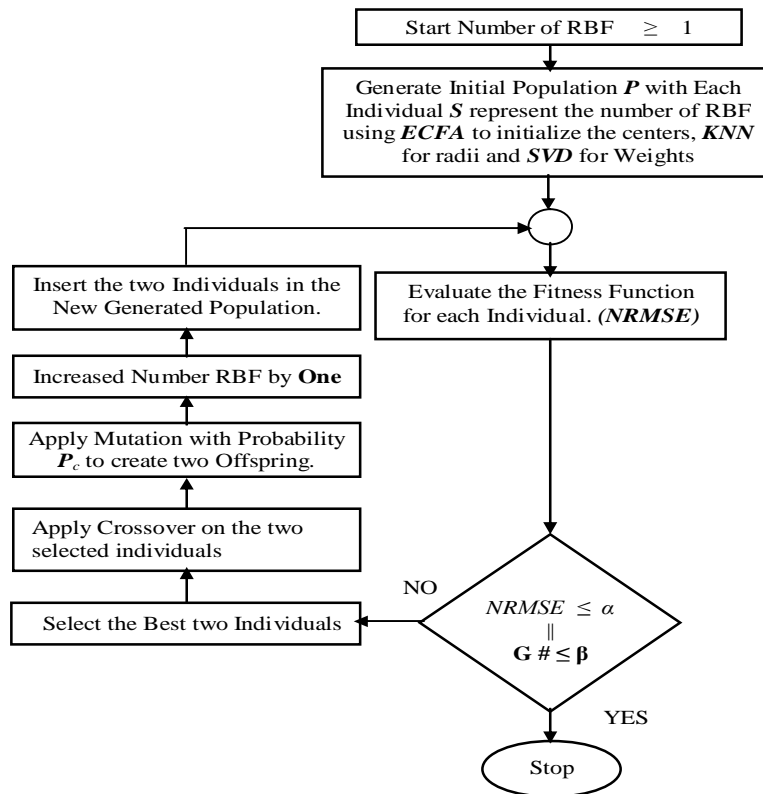 Start Number of RBF ≥ 1
Generate Initial Population P with Each
Individual S represent the number of RBF
using ECFA to initialize the centers, KNN
for radii and SVD for Weights
Insert the two Individuals in the
New Generated Population.
Evaluate the Fitness Function
for each Individual. (NRMSE)
Increased Number RBF by One
Apply Mutation with Probability
Pc to create two Offspring.
Apply Crossover on the two
selected individuals
NO
Select the Best two Individuals
NRMSE ≤ α
||
G # ≤ β
YES
Stop